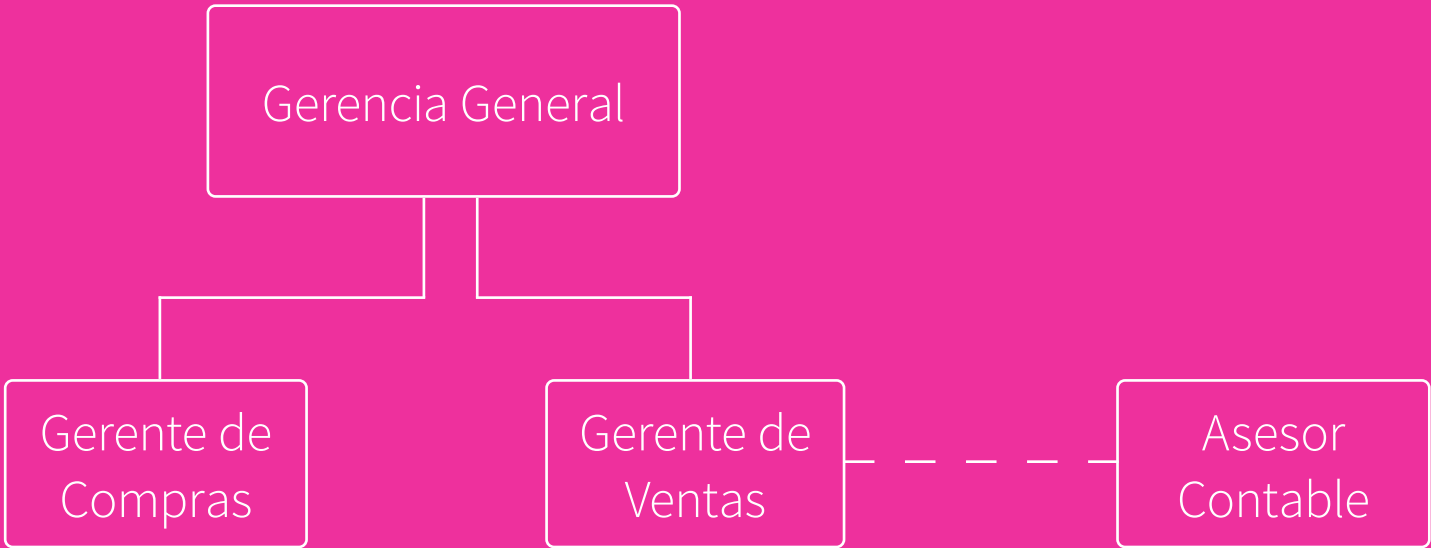 Gerencia General
Gerente de
Compras
Gerente de
Ventas
Asesor
Contable